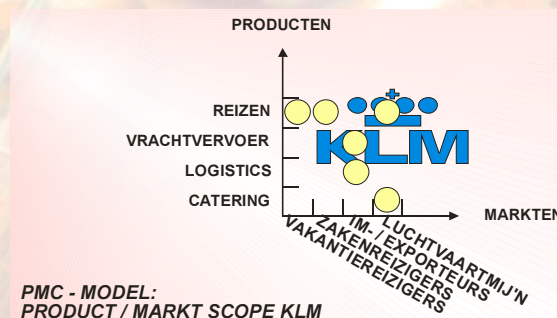 PRODUCTEN
REIZEN
VRACHTVERVOER
LOGISTICS
CATERING
KLM
MARKTEN
LUCHTVAARTMIJ'N
IM- / EXPORTEURS
ZAKENREIZIGERS
VAKANTIEREIZIGERS
PMC - MODEL:
PRODUCT / MARKT SCOPE KLM